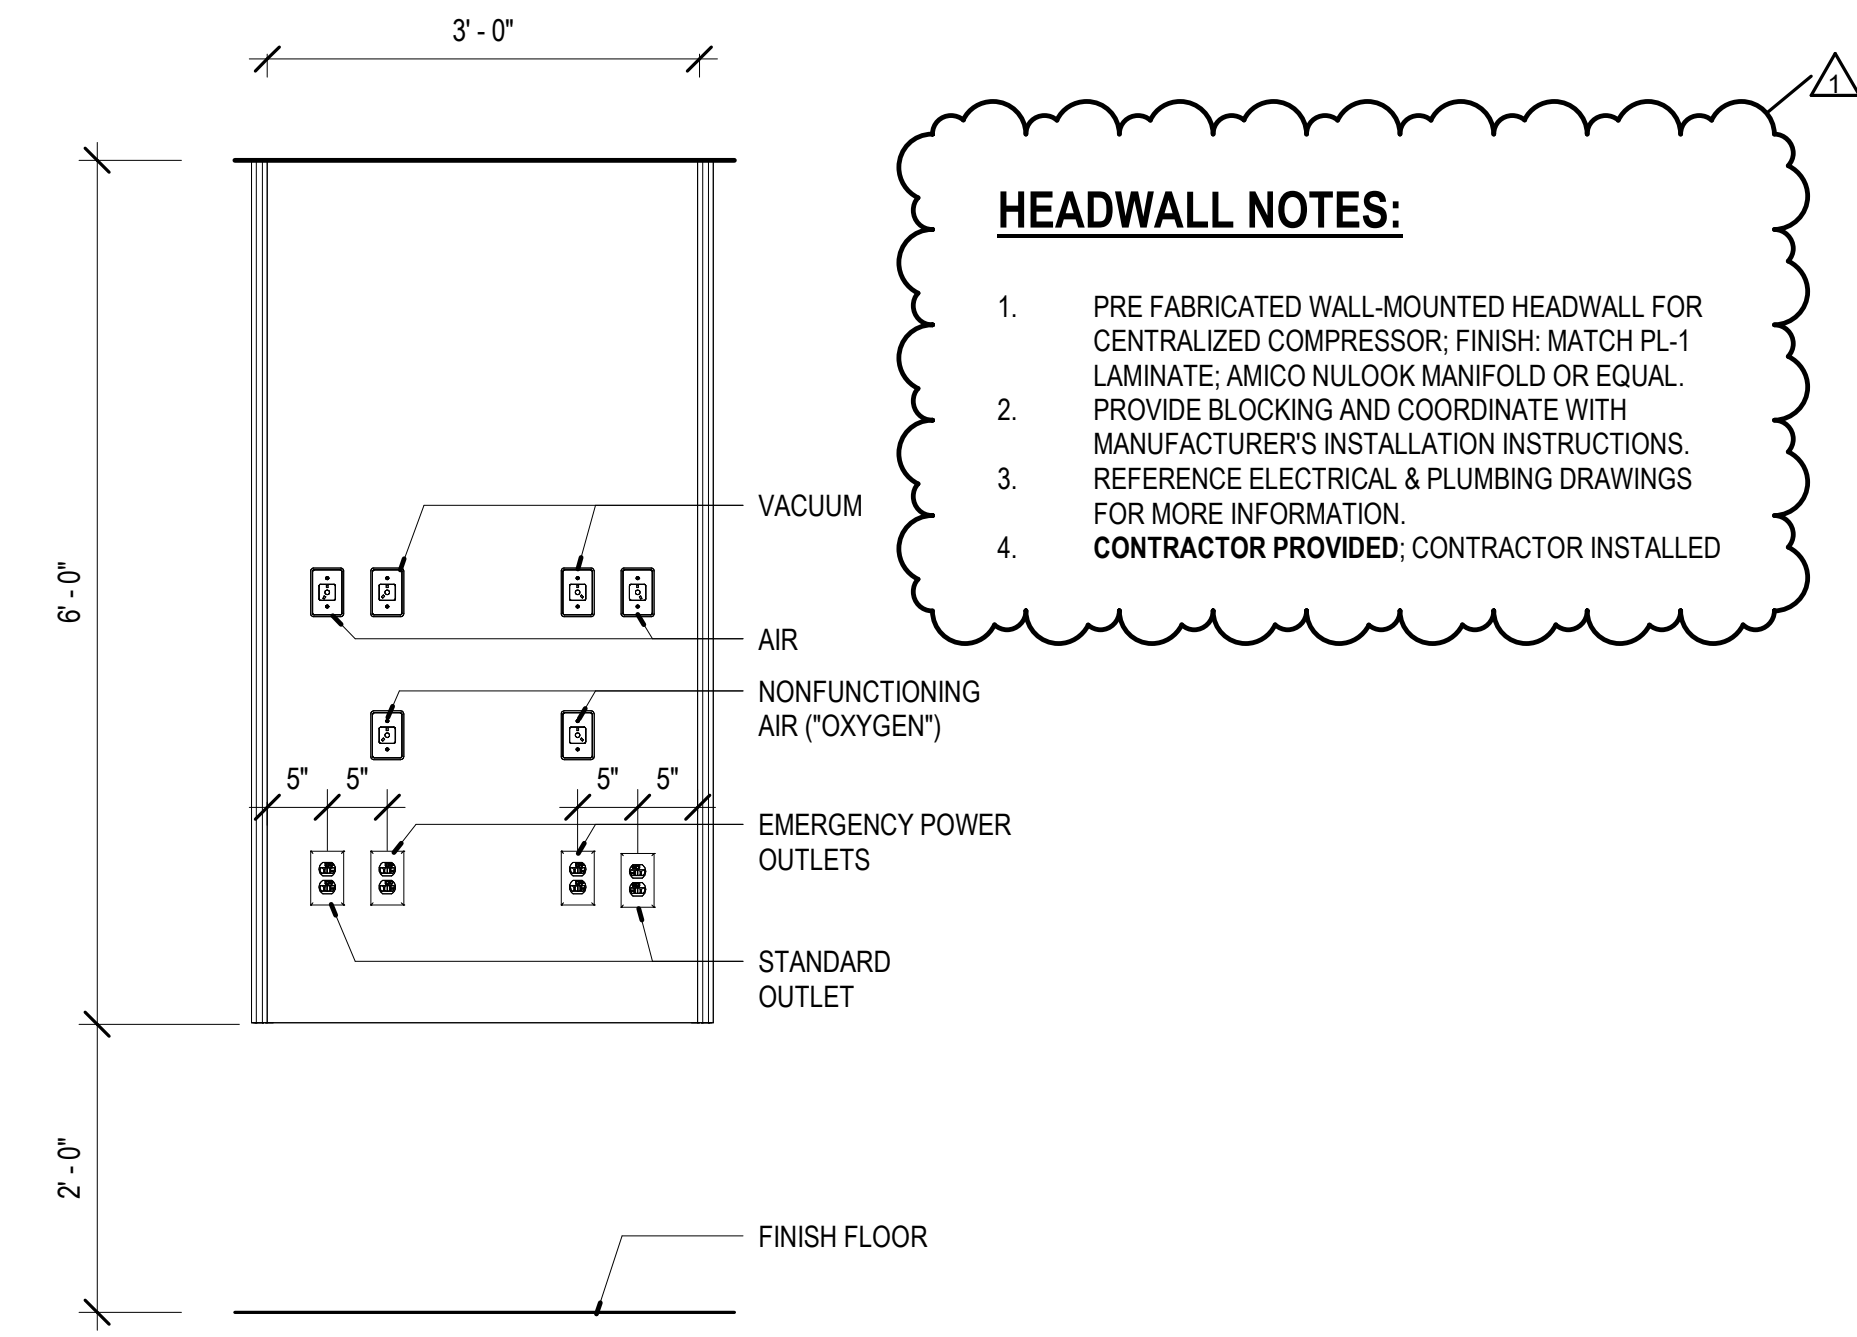 3' - 0"
1
HEADWALL NOTES:
1. PRE FABRICATED WALL-MOUNTED HEADWALL FOR
CENTRALIZED COMPRESSOR; FINISH: MATCH PL-1
LAMINATE; AMICO NULOOK MANIFOLD OR EQUAL.
2. PROVIDE BLOCKING AND COORDINATE WITH
MANUFACTURER'S INSTALLATION INSTRUCTIONS.
3. REFERENCE ELECTRICAL & PLUMBING DRAWINGS
FOR MORE INFORMATION.
4. CONTRACTOR PROVIDED; CONTRACTOR INSTALLED
VACUUM
6' - 0"
AIR
NONFUNCTIONING
AIR ("OXYGEN")
5" 5" 5" 5"
EMERGENCY POWER
OUTLETS
STANDARD
OUTLET
2' - 0"
FINISH FLOOR